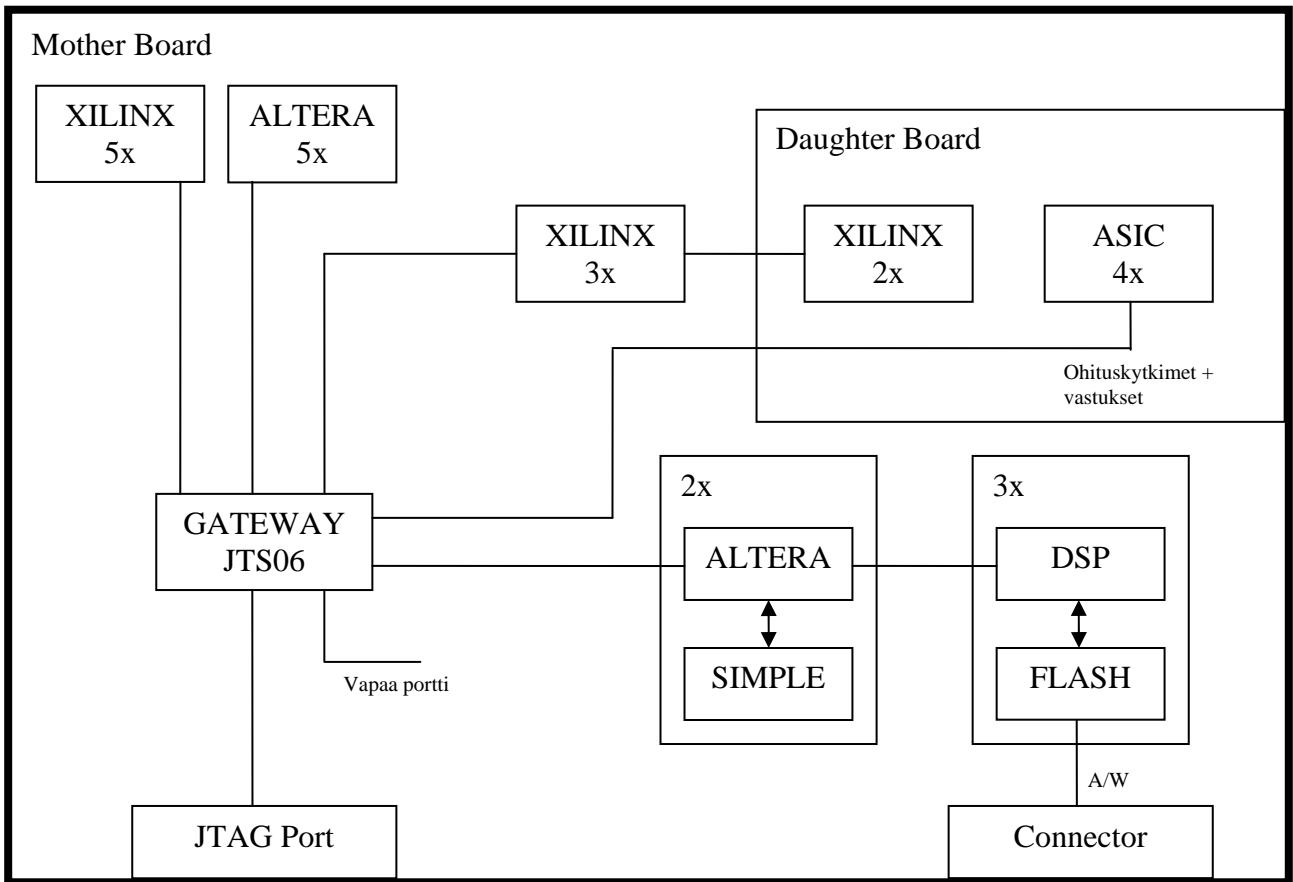 Mother Board
XILINX
5x
ALTERA
5x
Daughter Board
XILINX
3x
XILINX
2x
ASIC
4x
Ohituskytkimet +
vastukset
GATEWAY
JTS06
2x
ALTERA
SIMPLE
3x
DSP
FLASH
Vapaa portti
A/W
JTAG Port
Connector